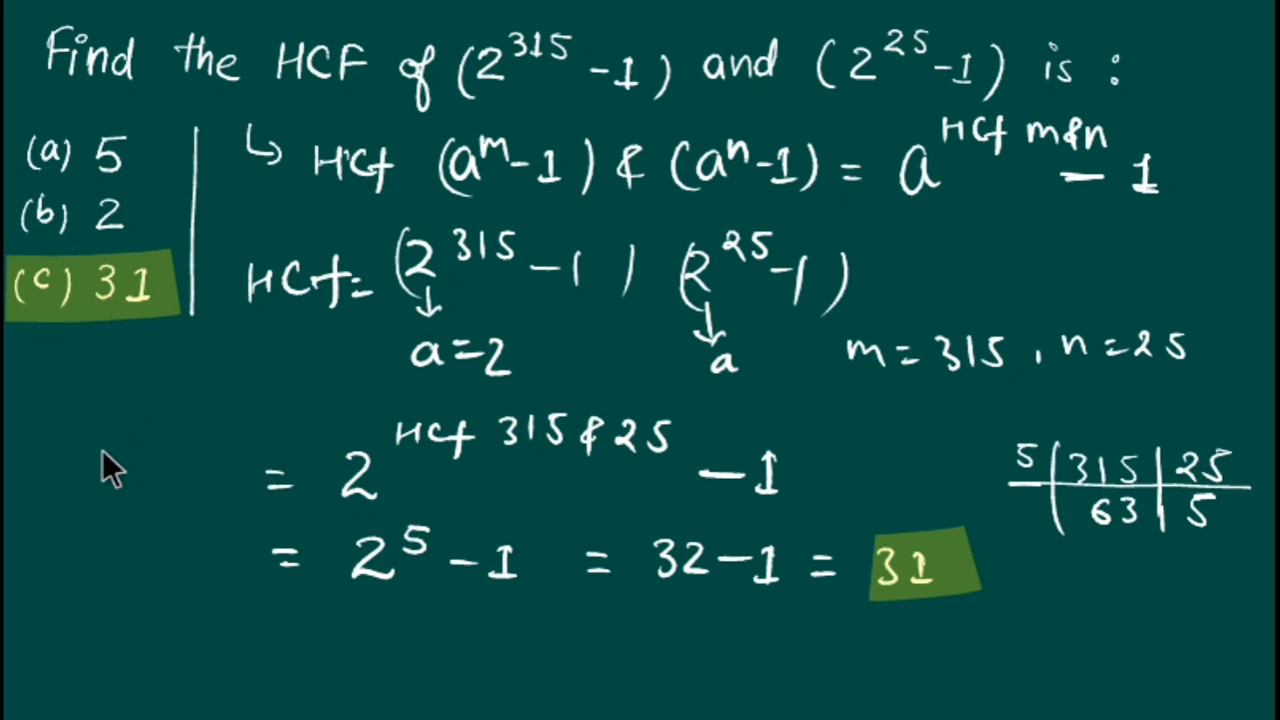 Find the HCF of (2^315 -1) and (2^25 -1) is :
(a) 5
(b) 2
(c) 31
↳ HCf (a^m -1) & (a^n -1) = a^HCf m&n - 1
HCf = (2^315 -1) (2^25 -1)
a=2 a m = 315, n = 25
= 2^HCf 315 & 25 - 1
5 | 315 | 25
63 | 5
= 2^5 - 1 = 32 - 1 = 31